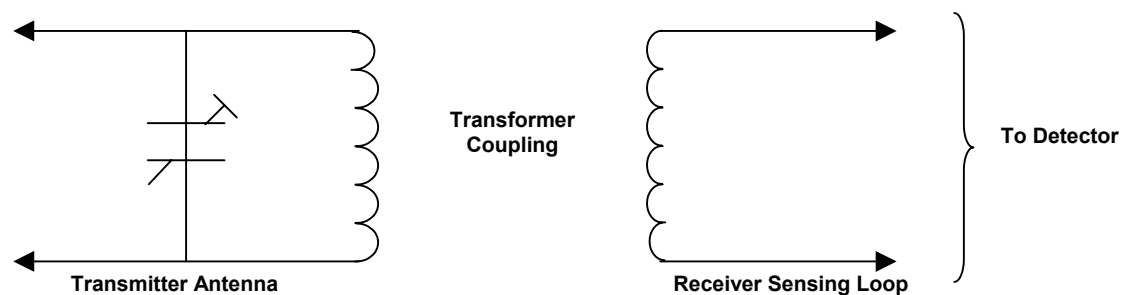 Transformer
Coupling
To Detector
Transmitter Antenna
Receiver Sensing Loop